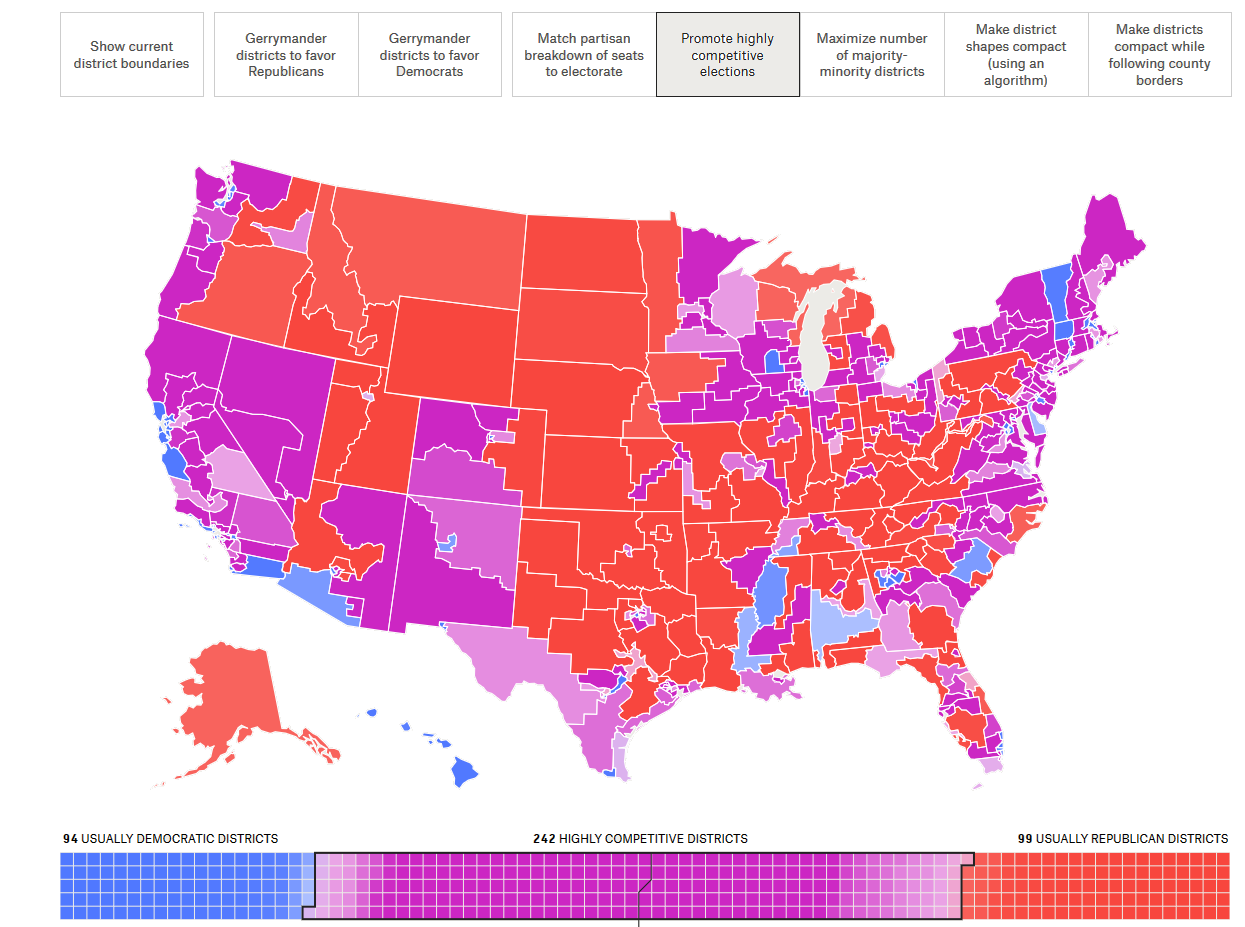 Show current
district boundaries
Gerrymander
districts to favor
Republicans
Gerrymander
districts to favor
Democrats
Match partisan
breakdown of seats
to electorate
Promote highly
competitive
elections
Maximize number
of majority-
minority districts
Make district
shapes compact
(using an
algorithm)
Make districts
compact while
following county
borders
94 USUALLY DEMOCRATIC DISTRICTS
242 HIGHLY COMPETITIVE DISTRICTS
99 USUALLY REPUBLICAN DISTRICTS